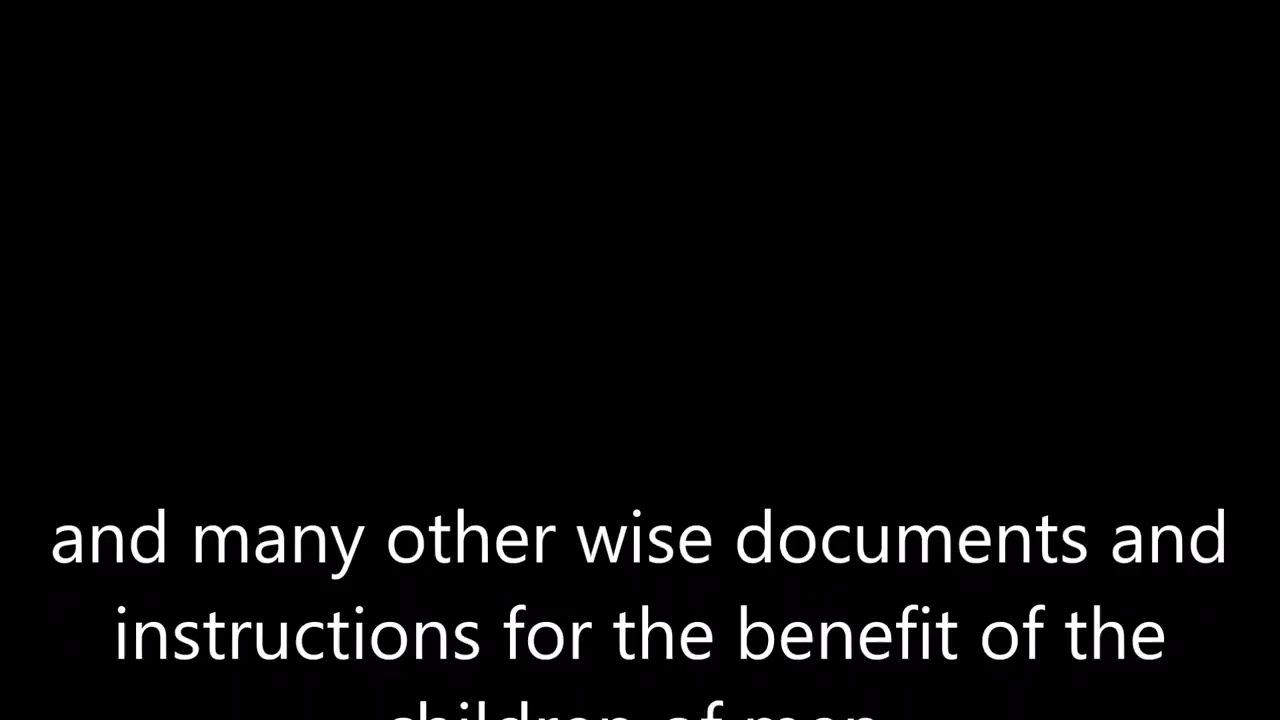 and many other wise documents and
instructions for the benefit of the
children of men